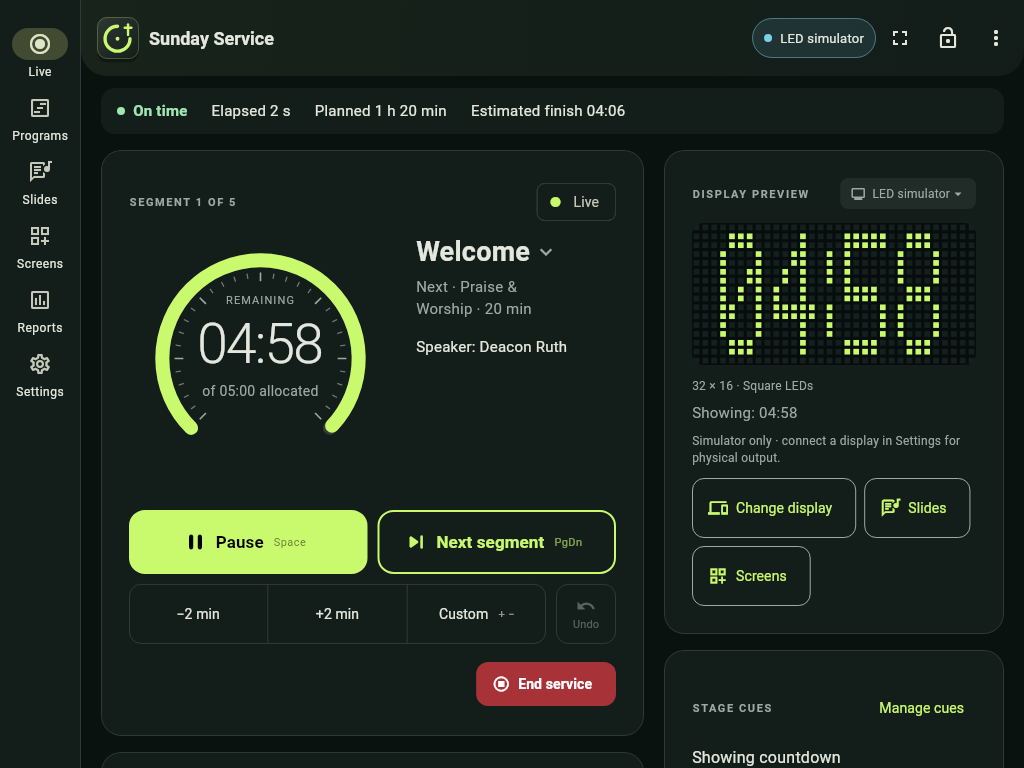 Live
Programs
Slides
Screens
Reports
Settings
Sunday Service
LED simulator
On time Elapsed 2 s Planned 1 h 20 min Estimated finish 04:06
SEGMENT 1 OF 5
Live
REMAINING
04:58
of 05:00 allocated
Welcome
Next · Praise &
Worship · 20 min
Speaker: Deacon Ruth
Pause Space
Next segment PgDn
−2 min
+2 min
Custom + -
Undo
End service
DISPLAY PREVIEW
LED simulator
04:58
32 × 16 · Square LEDs
Showing: 04:58
Simulator only · connect a display in Settings for
physical output.
Change display
Slides
Screens
STAGE CUES
Manage cues
Showing countdown